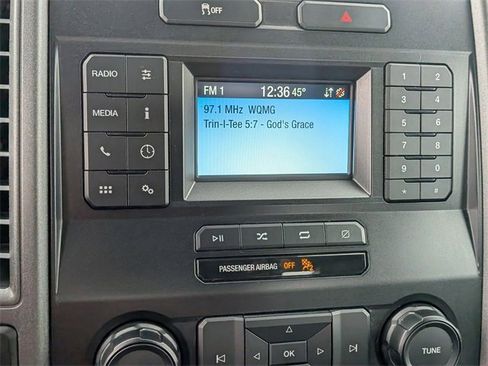 OFF
FM 1 12:36 45°
97.1 MHz WQMG
Trin-I-Tee 5:7 - God's Grace
RADIO
MEDIA i
1 2
3 4
5 6
7 8
9 0
* #
PASSENGER AIRBAG OFF
OK
TUNE